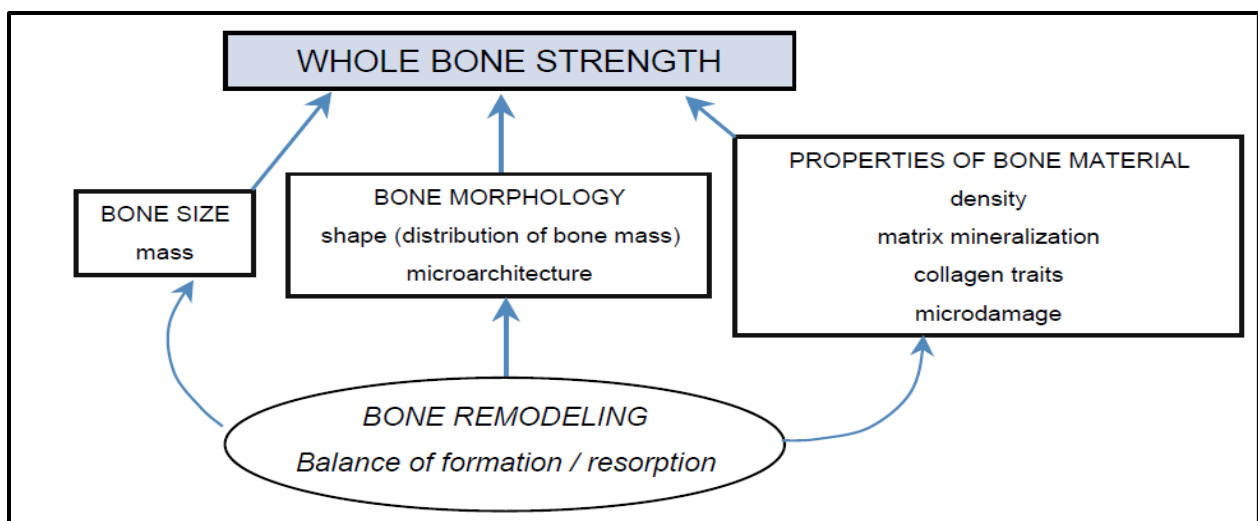 WHOLE BONE STRENGTH
BONE SIZE
mass
BONE MORPHOLOGY
shape (distribution of bone mass)
microarchitecture
PROPERTIES OF BONE MATERIAL
density
matrix mineralization
collagen traits
microdamage
BONE REMODELING
Balance of formation / resorption